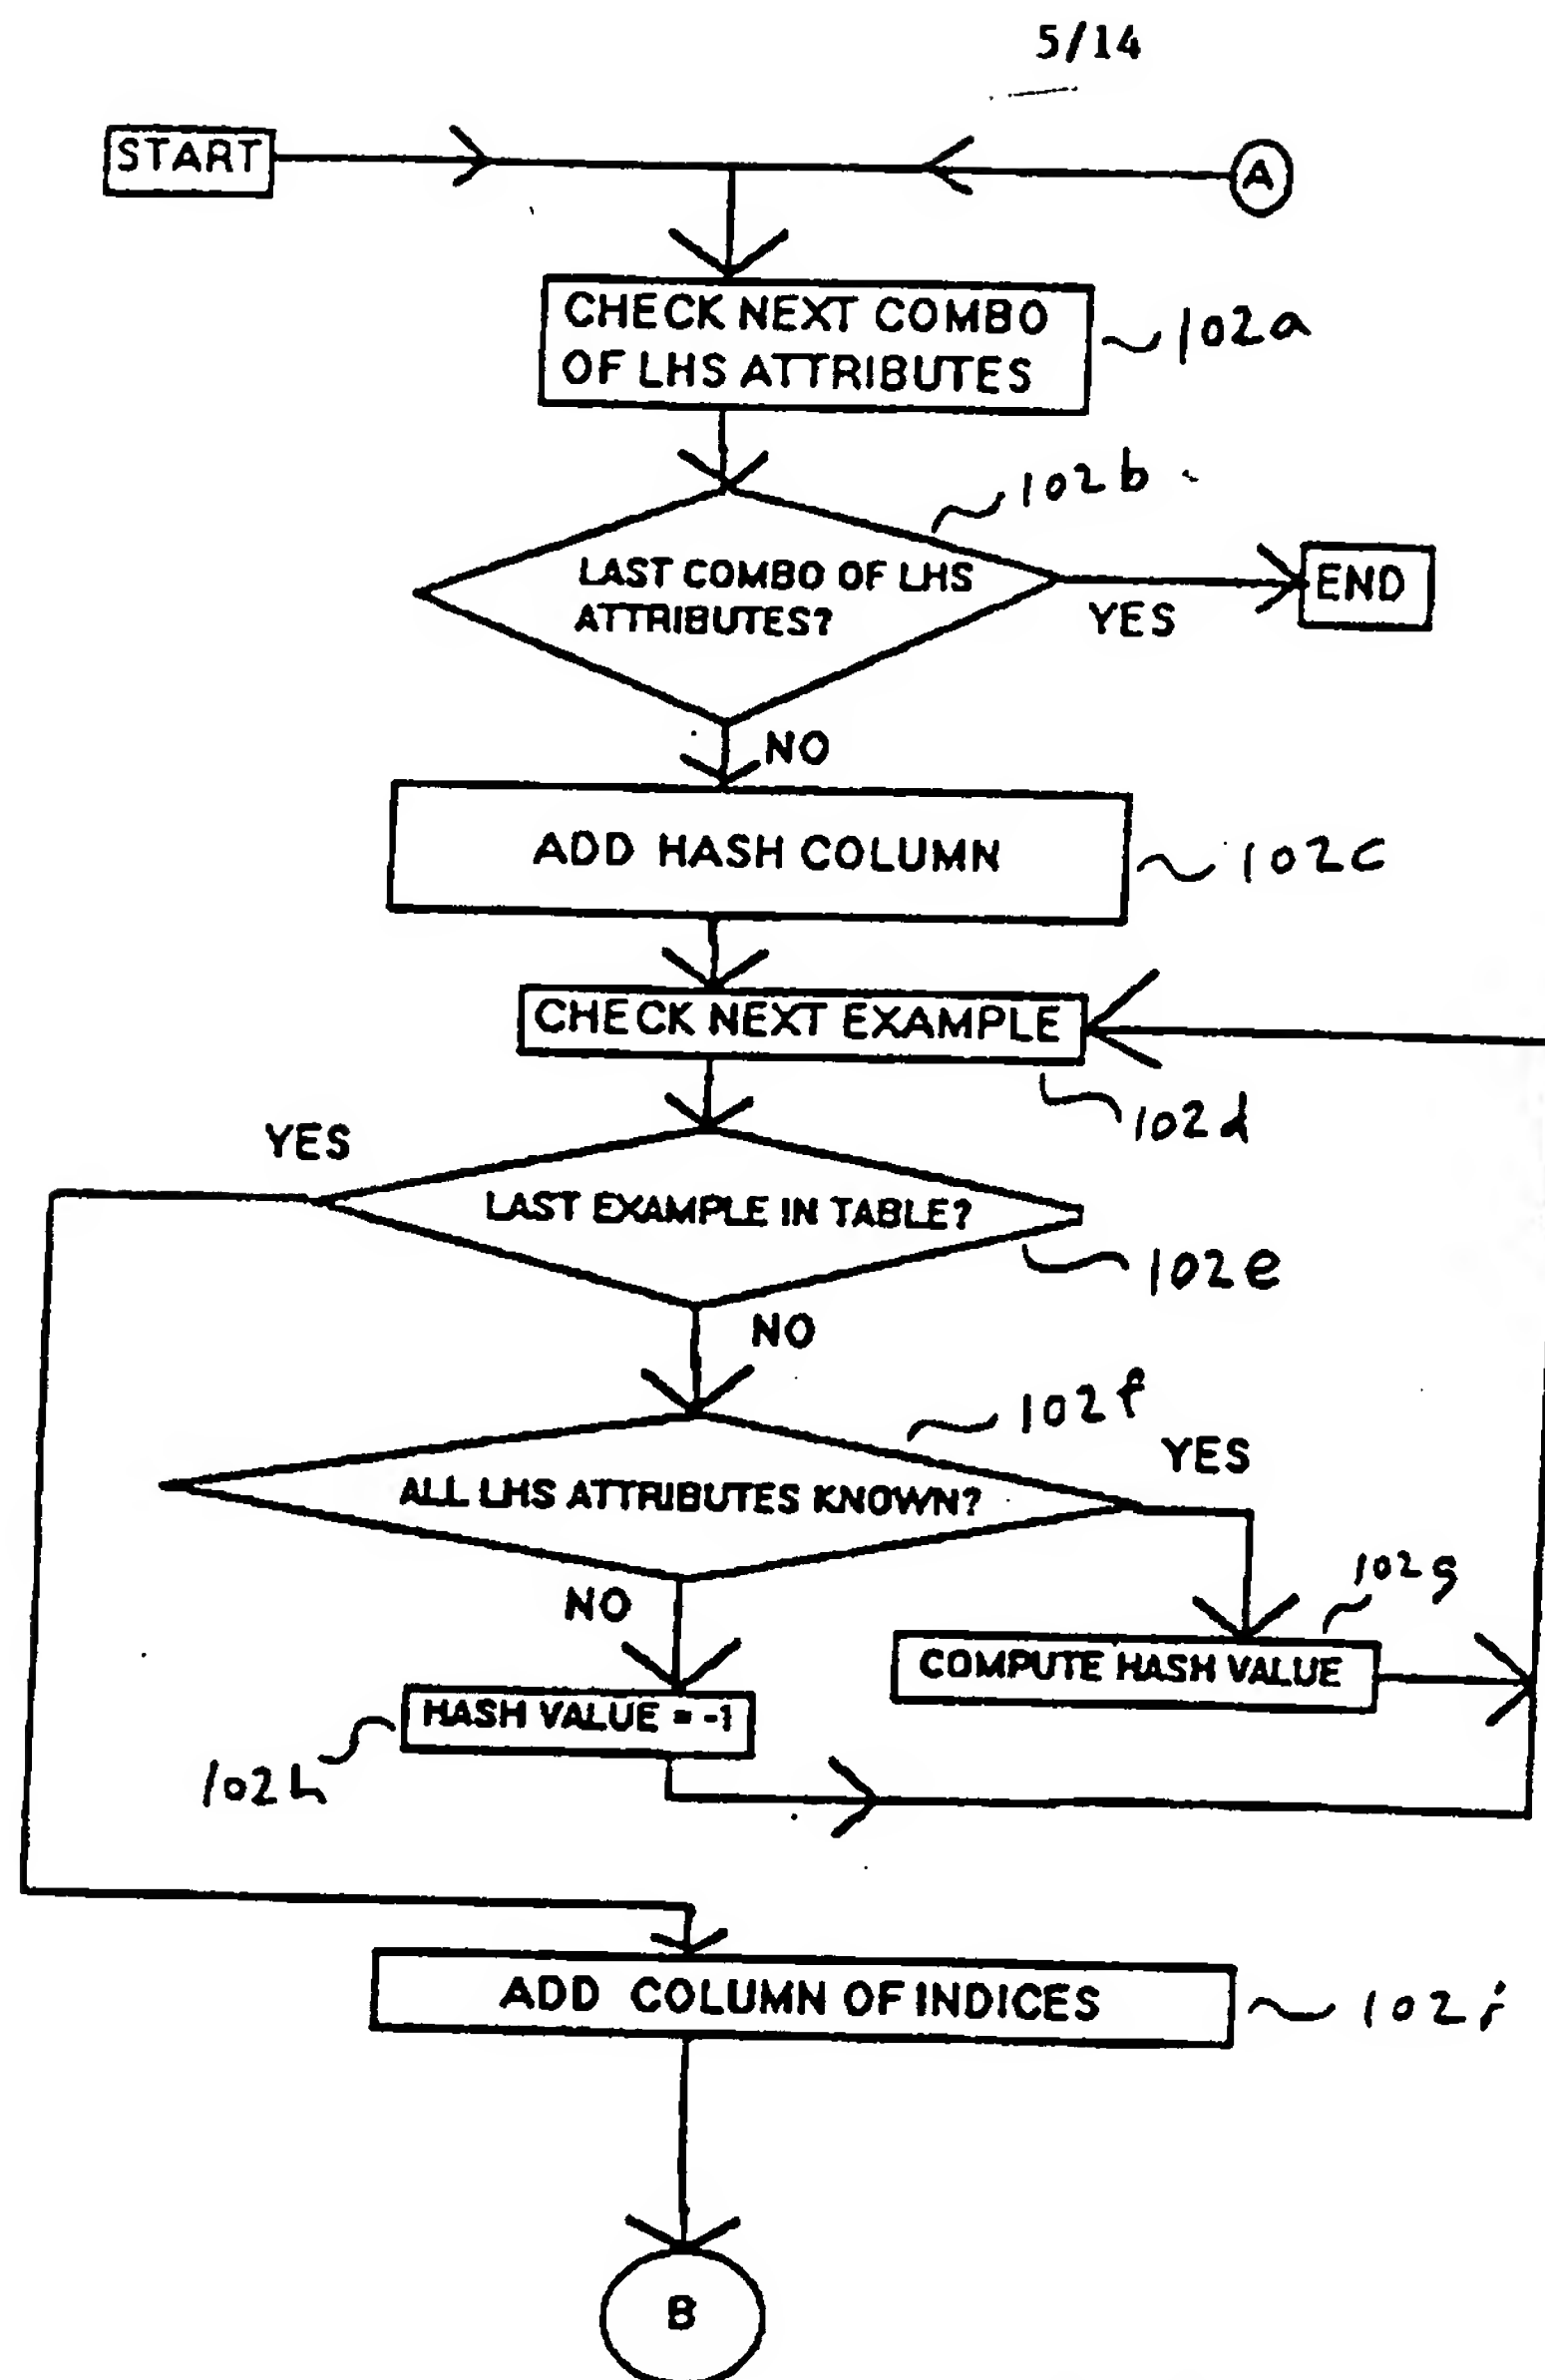 5/14
START
A
CHECK NEXT COMBO
OF LHS ATTRIBUTES
102a
102b
LAST COMBO OF LHS
ATTRIBUTES?
YES
END
NO
ADD HASH COLUMN
102c
CHECK NEXT EXAMPLE
102d
YES
LAST EXAMPLE IN TABLE?
102e
NO
102f
YES
ALL LHS ATTRIBUTES KNOWN?
102g
NO
COMPUTE HASH VALUE
HASH VALUE = -1
102h
ADD COLUMN OF INDICES
102i
B